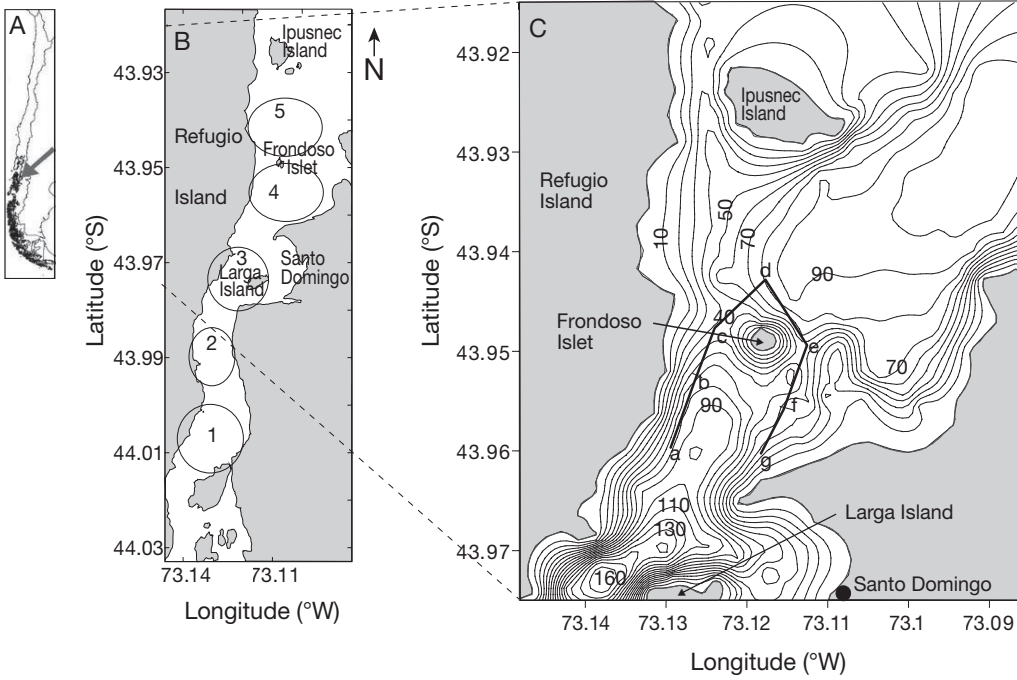 A
B
Ipusnec
Island
N
43.93
5
Refugio
Frondoso
Islet
43.95
Island
4
43.97
3
Larga
Island
Santo
Domingo
2
43.99
1
44.01
44.03
73.14
73.11
Latitude (°S)
Longitude (°W)
C
43.92
Ipusnec
Island
43.93
Refugio
Island
10
50
70
43.94
d
90
40
Frondoso
Islet
c
e
43.95
70
b
90
f
a
g
43.96
110
Larga Island
130
43.97
160
Santo Domingo
73.14
73.13
73.12
73.11
73.1
73.09
Latitude (°S)
Longitude (°W)